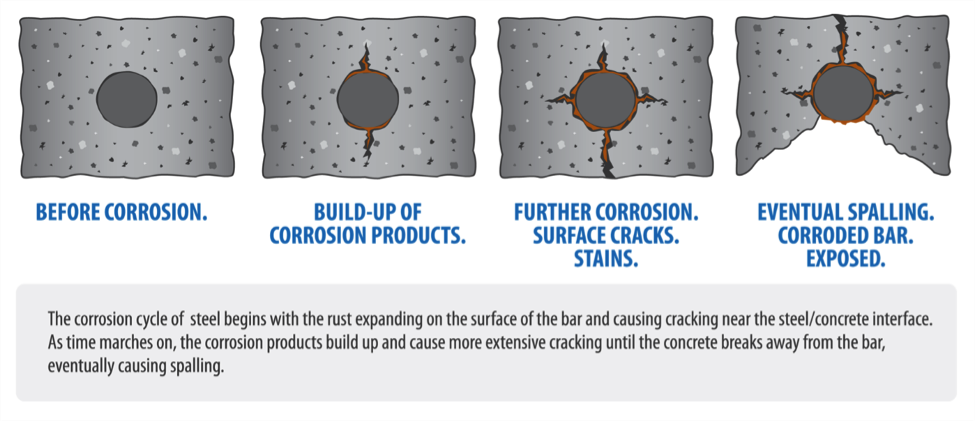 BEFORE CORROSION.
BUILD-UP OF
CORROSION PRODUCTS.
FURTHER CORROSION.
SURFACE CRACKS.
STAINS.
EVENTUAL SPALLING.
CORRODED BAR.
EXPOSED.
The corrosion cycle of steel begins with the rust expanding on the surface of the bar and causing cracking near the steel/concrete interface.
As time marches on, the corrosion products build up and cause more extensive cracking until the concrete breaks away from the bar,
eventually causing spalling.